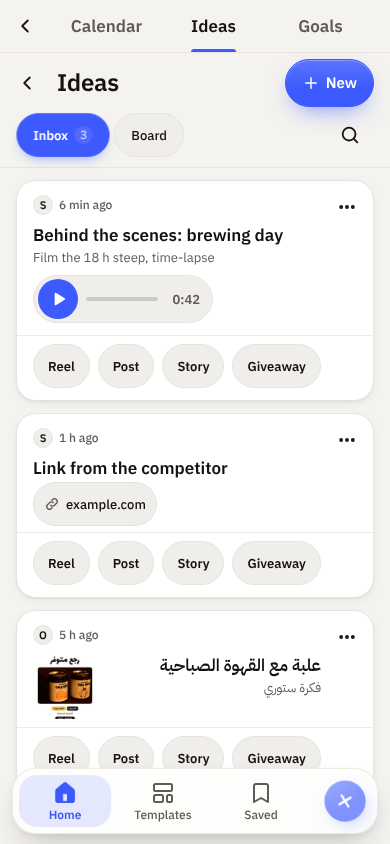 Calendar Ideas Goals
Ideas
New
Inbox 3 Board
S 6 min ago
Behind the scenes: brewing day
Film the 18 h steep, time-lapse
0:42
Reel Post Story Giveaway
S 1 h ago
Link from the competitor
example.com
Reel Post Story Giveaway
O 5 h ago
رجع متوفر
علبة مع القهوة الصباحية
فكرة ستوري
Reel Post Story Giveaway
Home Templates Saved